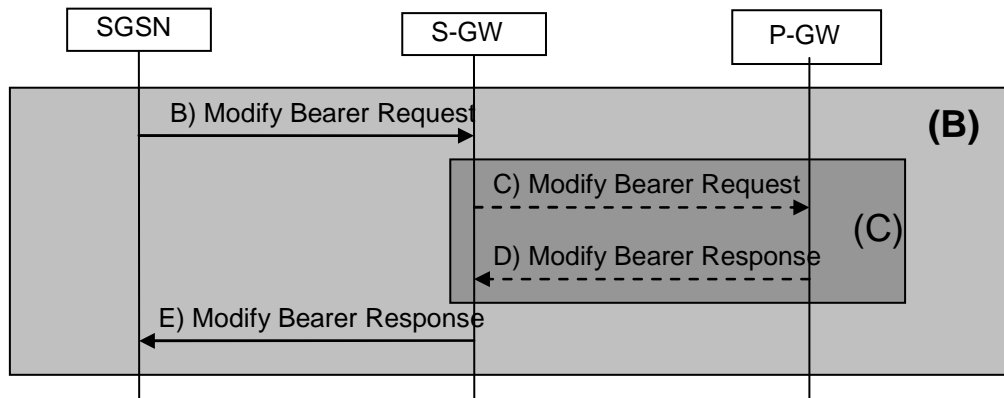 SGSN
S-GW
P-GW
B) Modify Bearer Request
(B)
C) Modify Bearer Request
(C)
D) Modify Bearer Response
E) Modify Bearer Response